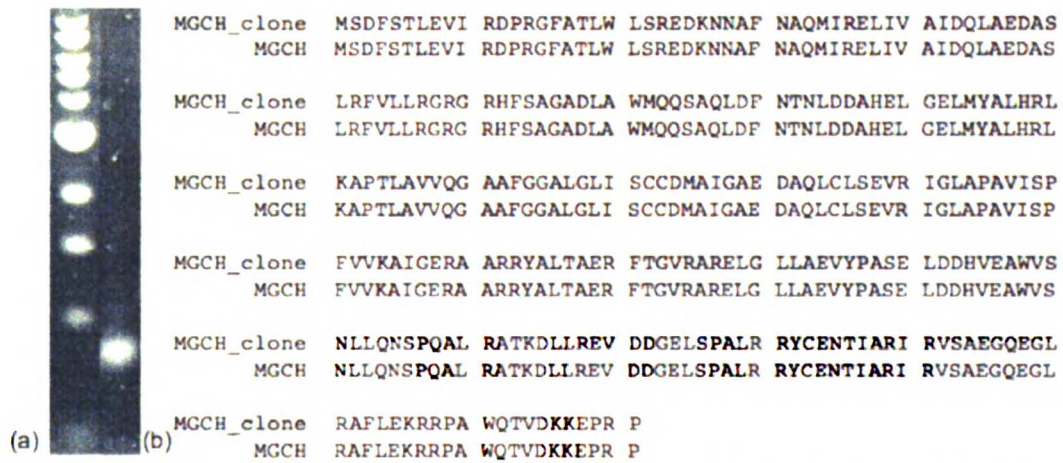 MGCH_clone MSDFSTLEVI RDPRGFATLW LSREDKNNAF NAQMIRELIV AIDQLAEDAS
MGCH MSDFSTLEVI RDPRGFATLW LSREDKNNAF NAQMIRELIV AIDQLAEDAS
MGCH_clone LRFVLLRGRG RHFSAGADLA WMQQSAQLDF NTNLDDAHEL GELMYALHRL
MGCH LRFVLLRGRG RHFSAGADLA WMQQSAQLDF NTNLDDAHEL GELMYALHRL
MGCH_clone KAPTLAVVQG AAFGGALGLI SCCDMAIGAE DAQLCLSEVR IGLAPAVISP
MGCH KAPTLAVVQG AAFGGALGLI SCCDMAIGAE DAQLCLSEVR IGLAPAVISP
MGCH_clone FVVKAIGERA ARRYALTAER FTGVRARELG LLAEVYPASE LDDHVEAWVS
MGCH FVVKAIGERA ARRYALTAER FTGVRARELG LLAEVYPASE LDDHVEAWVS
MGCH_clone NLLQNSPQAL RATKDLLREV DDGELSPALR RYCENTIARI RVSAEGQEGL
MGCH NLLQNSPQAL RATKDLLREV DDGELSPALR RYCENTIARI RVSAEGQEGL
MGCH_clone RAFLEKRRPA WQTVDKKEPR P
(a) (b) MGCH RAFLEKRRPA WQTVDKKEPR P